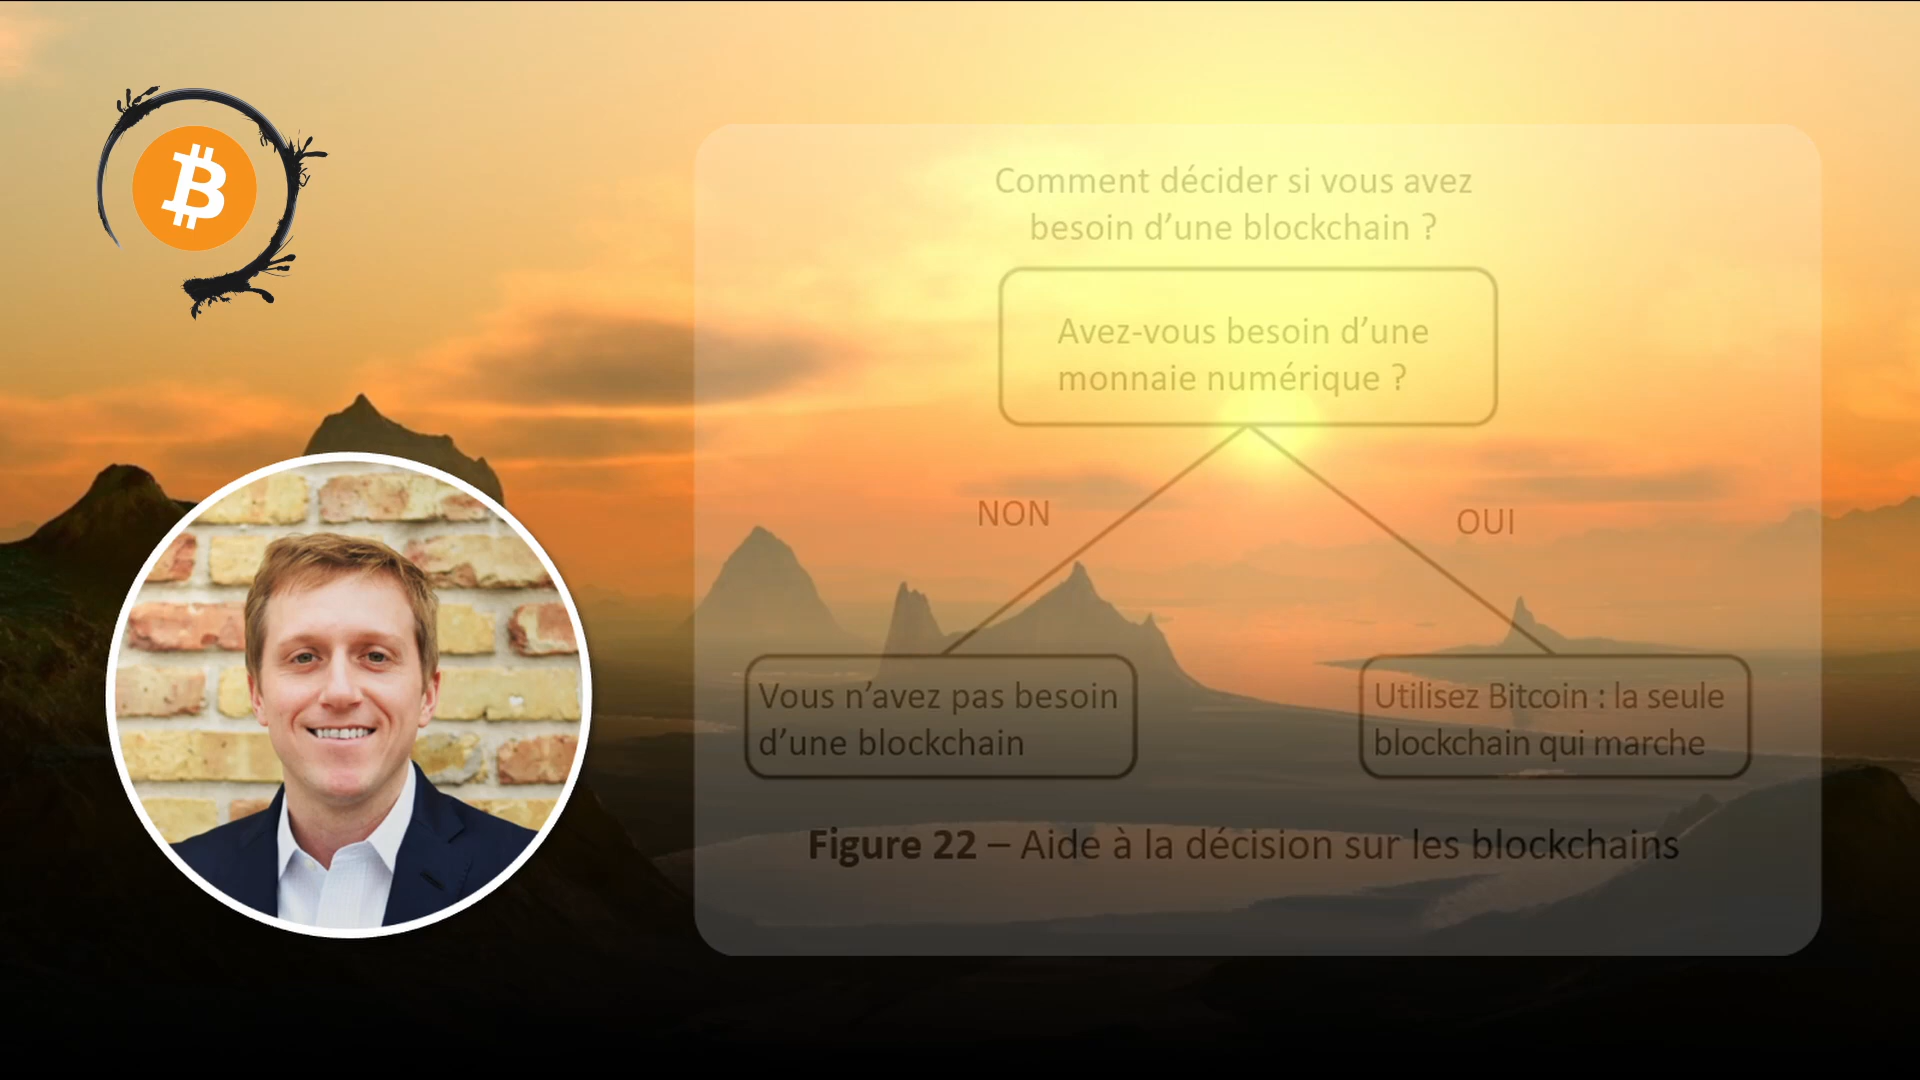 Comment décider si vous avez
besoin d’une blockchain ?
Avez-vous besoin d’une
monnaie numérique ?
NON
OUI
Vous n’avez pas besoin
d’une blockchain
Utilisez Bitcoin : la seule
blockchain qui marche
Figure 22 – Aide à la décision sur les blockchains